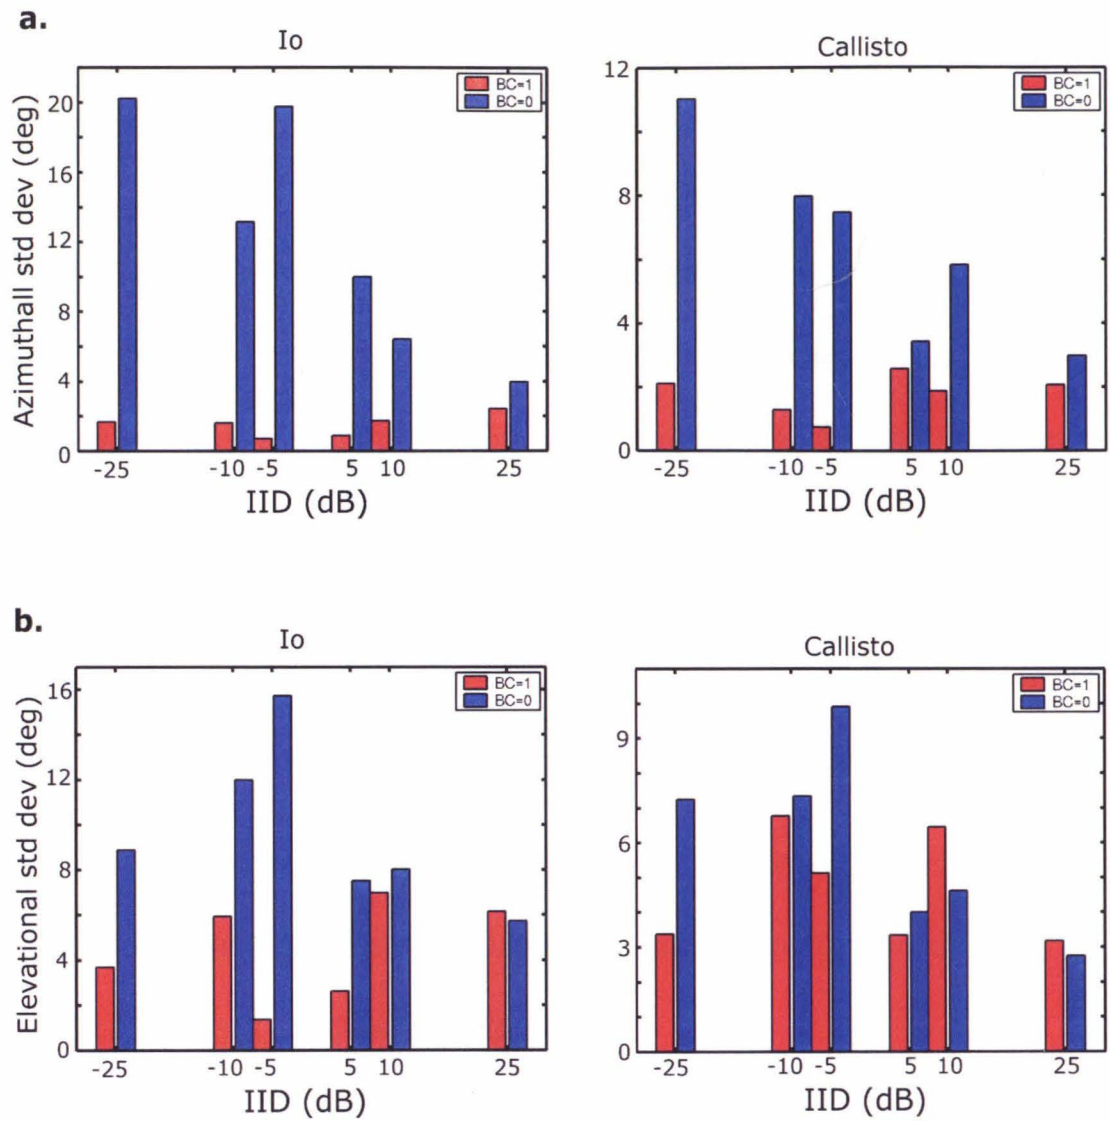 a.
Io
Azimuthall std dev (deg)
20
16
12
8
4
0
BC=1
BC=0
-25 -10 -5 5 10 25
IID (dB)
Callisto
12
8
4
0
BC=1
BC=0
-25 -10 -5 5 10 25
IID (dB)
b.
Io
Elevational std dev (deg)
16
12
8
4
0
BC=1
BC=0
-25 -10 -5 5 10 25
IID (dB)
Callisto
9
6
3
0
BC=1
BC=0
-25 -10 -5 5 10 25
IID (dB)